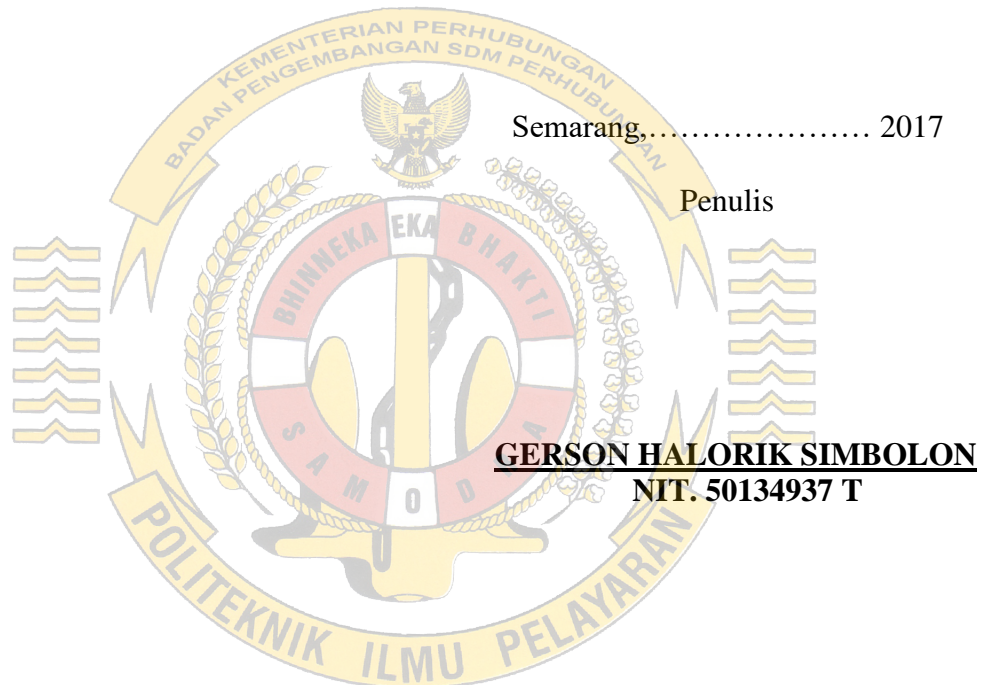 KEMENTERIAN PERHUBUNGAN
BADAN PENGEMBANGAN SDM PERHUBUNGAN
Semarang,..................... 2017
Penulis
BHINNEKA EKA BHAKTI
GERSON HALORIK SIMBOLON
NIT. 50134937 T
SAMODRA
POLITEKNIK ILMU PELAYARAN